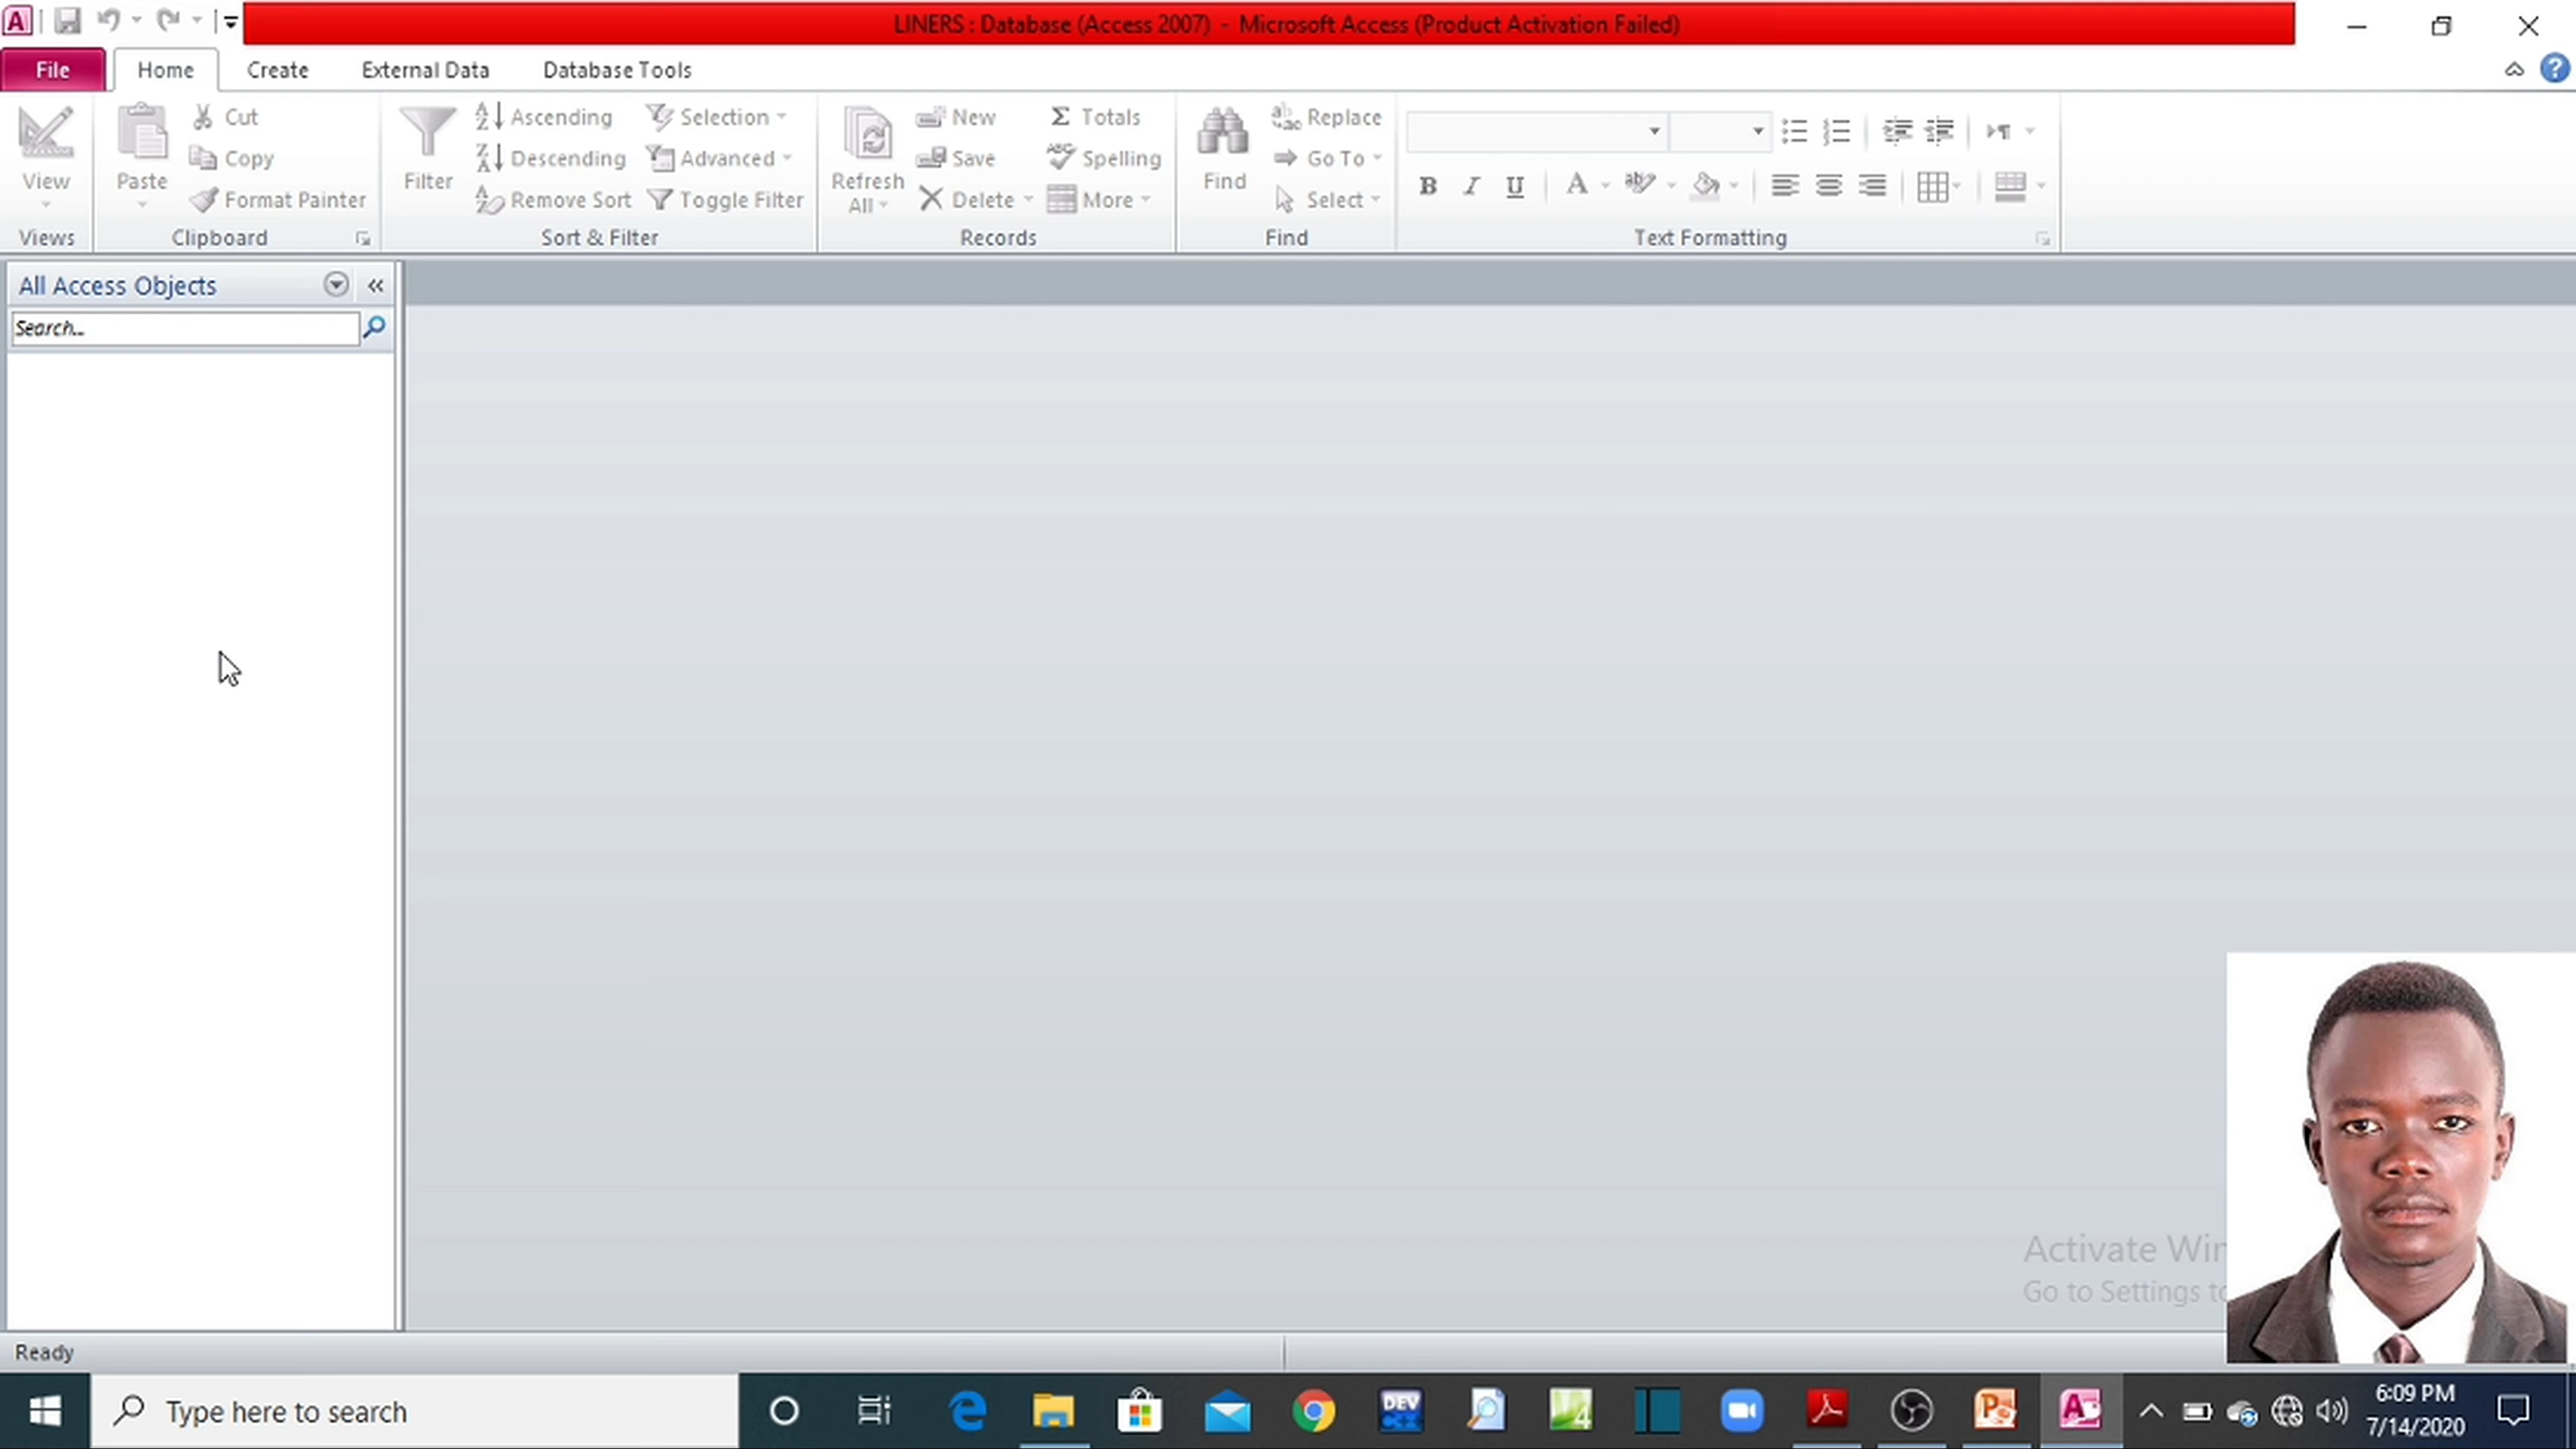 LINERS : Database (Access 2007) - Microsoft Access (Product Activation Failed)
File Home Create External Data Database Tools
View
Views
Paste
Cut
Copy
Format Painter
Clipboard
Filter
Ascending
Descending
Remove Sort
Selection
Advanced
Toggle Filter
Sort & Filter
Refresh
All
New
Save
Delete
Totals
Spelling
More
Records
Find
Replace
Go To
Select
Find
B I U A
Text Formatting
All Access Objects
Search...
Activate Win
Go to Settings to
Ready
Type here to search
DEV
6:09 PM
7/14/2020